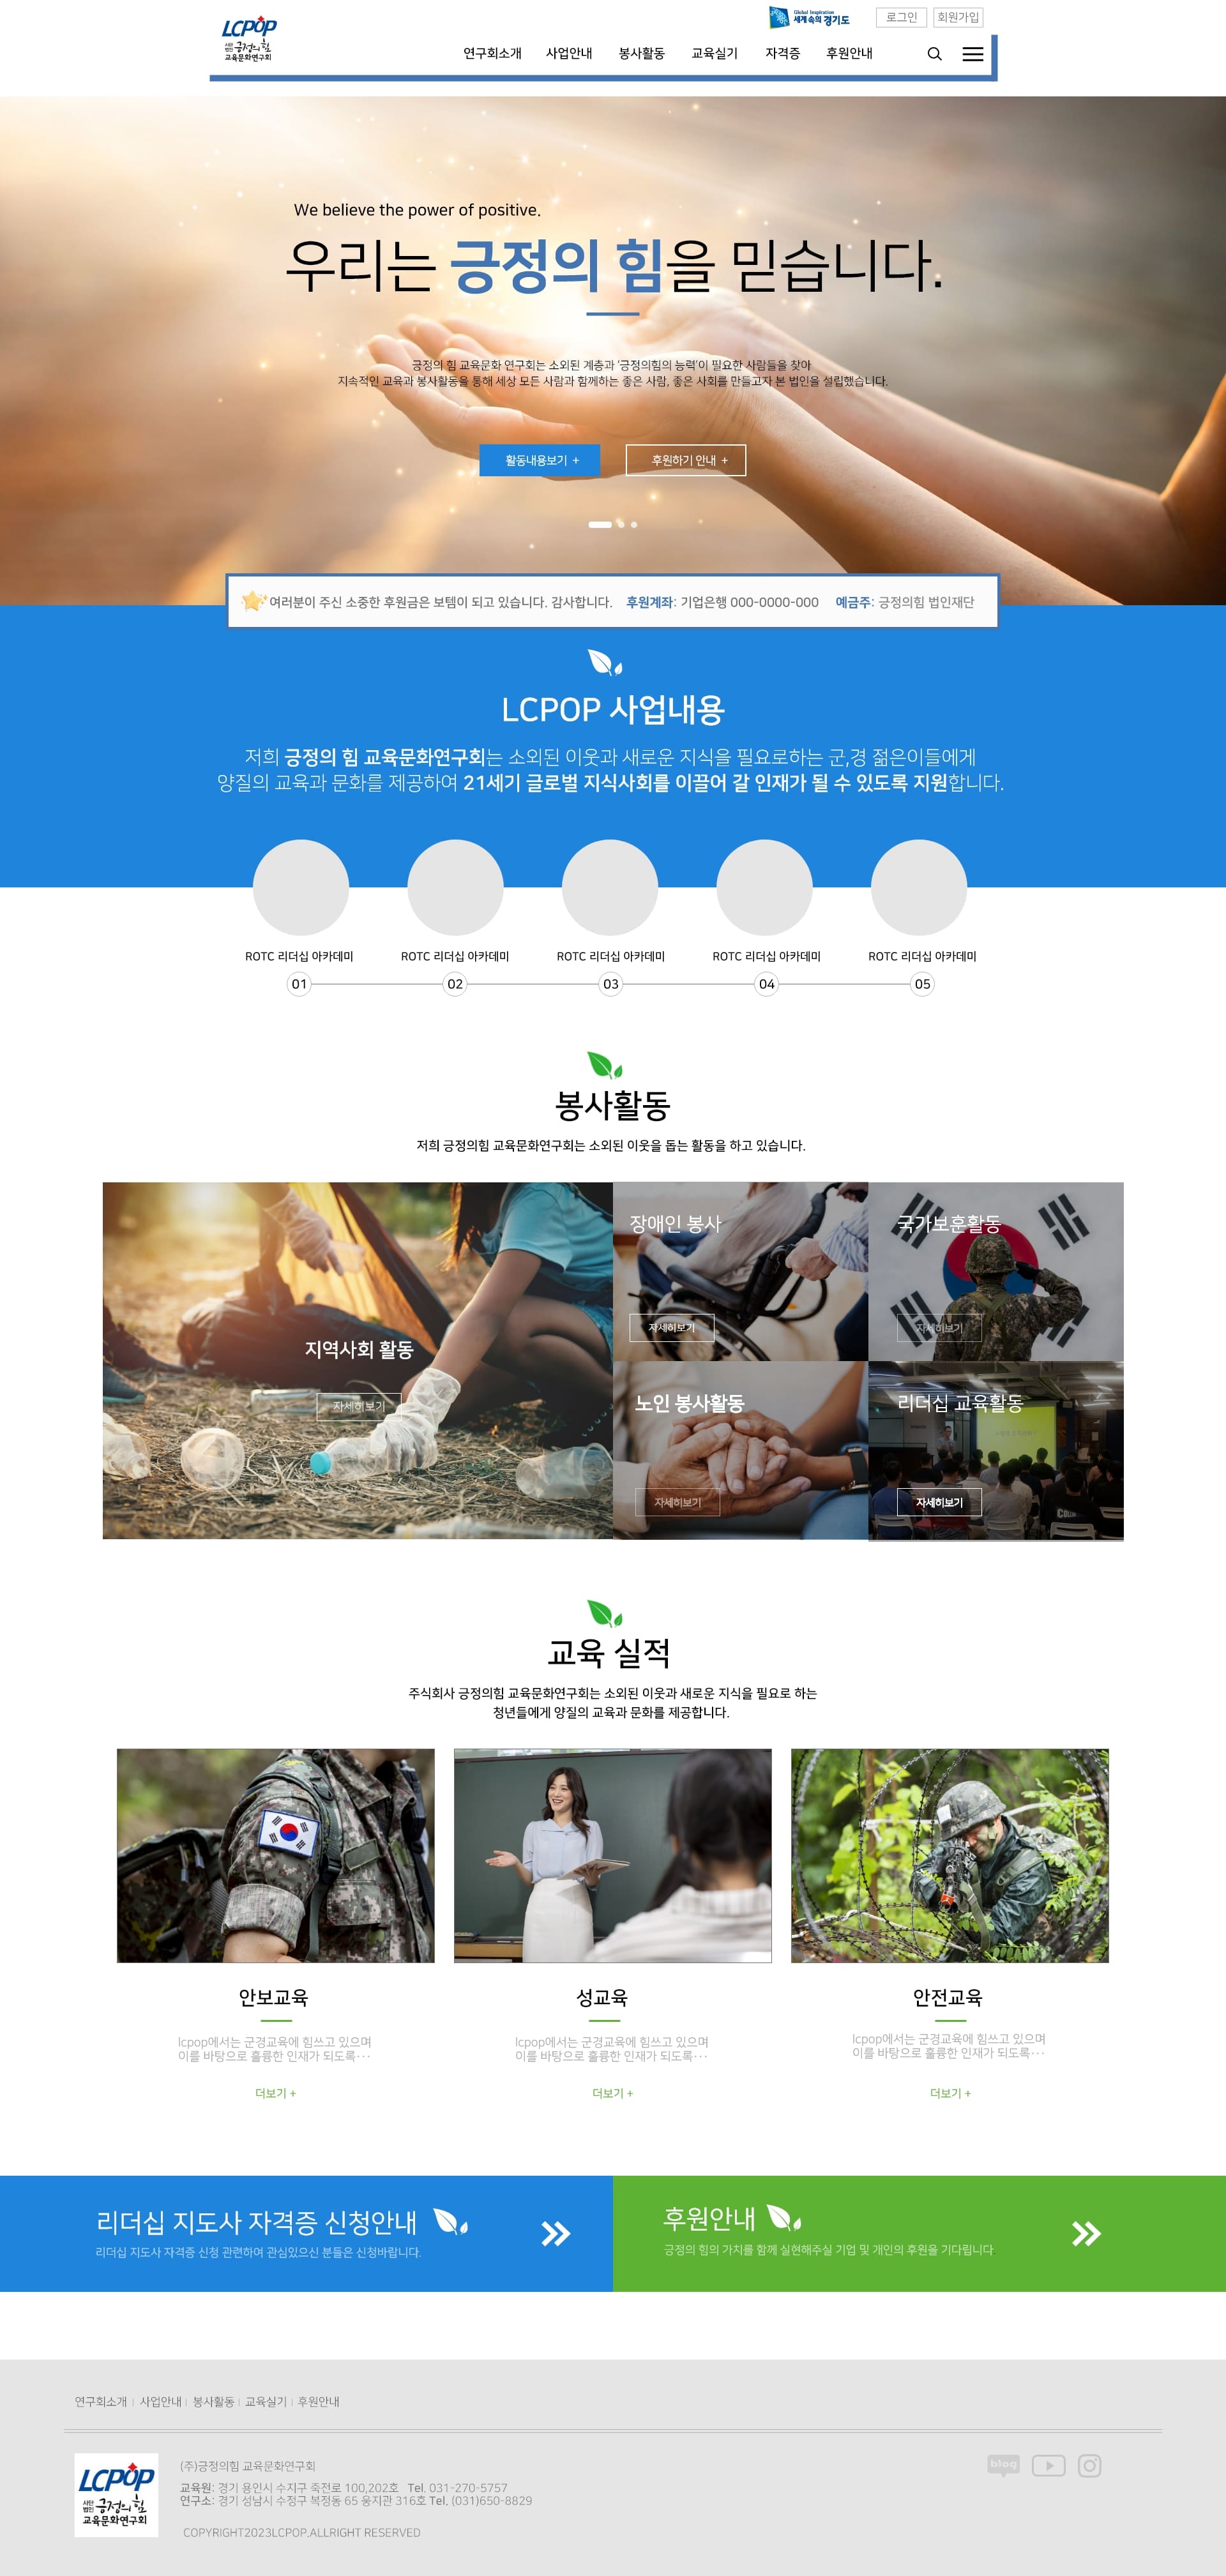 LCPOP
사단법인 긍정의 힘
교육문화연구회
Global Inspiration
세계 속의 경기도
로그인
회원가입
연구회소개 사업안내 봉사활동 교육실기 자격증 후원안내
We believe the power of positive.
우리는 긍정의 힘을 믿습니다.
긍정의 힘 교육문화 연구회는 소외된 계층과 '긍정의힘의 능력'이 필요한 사람들을 찾아
지속적인 교육과 봉사활동을 통해 세상 모든 사람과 함께하는 좋은 사람, 좋은 사회를 만들고자 본 법인을 설립했습니다.
활동내용보기 +
후원하기 안내 +
여러분이 주신 소중한 후원금은 보템이 되고 있습니다. 감사합니다. 후원계좌: 기업은행 000-0000-000 예금주: 긍정의힘 법인재단
LCPOP 사업내용
저희 긍정의 힘 교육문화연구회는 소외된 이웃과 새로운 지식을 필요로하는 군,경 젊은이들에게
양질의 교육과 문화를 제공하여 21세기 글로벌 지식사회를 이끌어 갈 인재가 될 수 있도록 지원합니다.
ROTC 리더십 아카데미
ROTC 리더십 아카데미
ROTC 리더십 아카데미
ROTC 리더십 아카데미
ROTC 리더십 아카데미
01
02
03
04
05
봉사활동
저희 긍정의힘 교육문화연구회는 소외된 이웃을 돕는 활동을 하고 있습니다.
지역사회 활동
자세히보기
장애인 봉사
자세히보기
국가보훈활동
자세히보기
노인 봉사활동
자세히보기
리더십 교육활동
자세히보기
교육 실적
주식회사 긍정의힘 교육문화연구회는 소외된 이웃과 새로운 지식을 필요로 하는
청년들에게 양질의 교육과 문화를 제공합니다.
안보교육
lcpop에서는 군경교육에 힘쓰고 있으며
이를 바탕으로 훌륭한 인재가 되도록···
더보기 +
성교육
lcpop에서는 군경교육에 힘쓰고 있으며
이를 바탕으로 훌륭한 인재가 되도록···
더보기 +
안전교육
lcpop에서는 군경교육에 힘쓰고 있으며
이를 바탕으로 훌륭한 인재가 되도록···
더보기 +
리더십 지도사 자격증 신청안내
리더십 지도사 자격증 신청 관련하여 관심있으신 분들은 신청바랍니다.
후원안내
긍정의 힘의 가치를 함께 실현해주실 기업 및 개인의 후원을 기다립니다.
연구회소개 | 사업안내 | 봉사활동 | 교육실기 | 후원안내
LCPOP
사단법인 긍정의 힘
교육문화연구회
(주)긍정의힘 교육문화연구회
교육원: 경기 용인시 수지구 죽전로 100,202호 Tel. 031-270-5757
연구소: 경기 성남시 수정구 복정동 65 웅지관 316호 Tel. (031)650-8829
COPYRIGHT2023LCPOP.ALLRIGHT RESERVED
blog